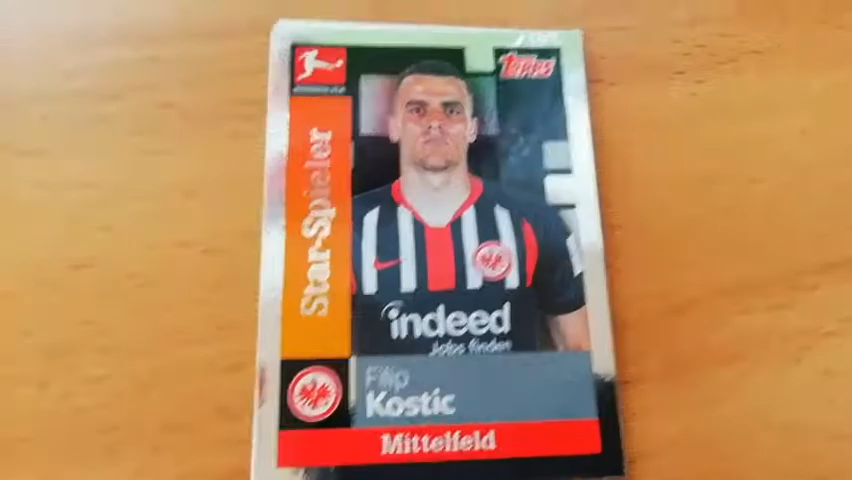 Topps
Star-Spieler
indeed
Jobs finden
Filip
Kostic
Mittelfeld